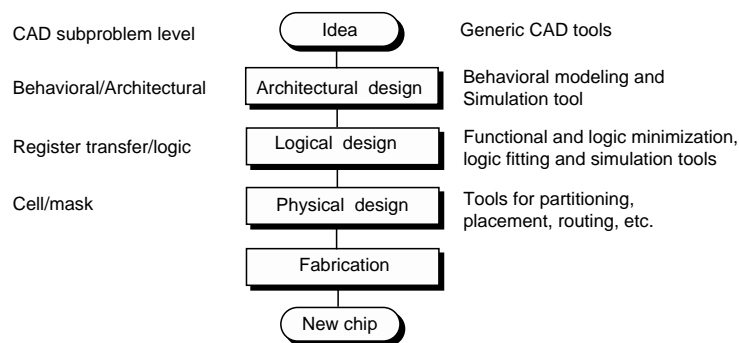 CAD subproblem level
Idea
Generic CAD tools
Behavioral/Architectural
Architectural design
Behavioral modeling and
Simulation tool
Register transfer/logic
Logical design
Functional and logic minimization,
logic fitting and simulation tools
Cell/mask
Physical design
Tools for partitioning,
placement, routing, etc.
Fabrication
New chip